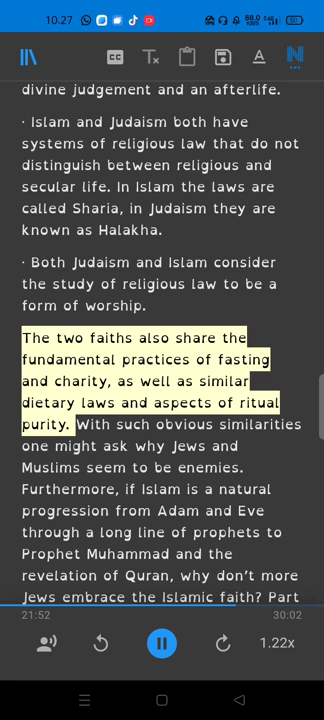 10.27
58.0
KB/S
50
CC
divine judgement and an afterlife.
· Islam and Judaism both have
systems of religious law that do not
distinguish between religious and
secular life. In Islam the laws are
called Sharia, in Judaism they are
known as Halakha.
· Both Judaism and Islam consider
the study of religious law to be a
form of worship.
The two faiths also share the
fundamental practices of fasting
and charity, as well as similar
dietary laws and aspects of ritual
purity. With such obvious similarities
one might ask why Jews and
Muslims seem to be enemies.
Furthermore, if Islam is a natural
progression from Adam and Eve
through a long line of prophets to
Prophet Muhammad and the
revelation of Quran, why don't more
Jews embrace the Islamic faith? Part
21:52 30:02
1.22x